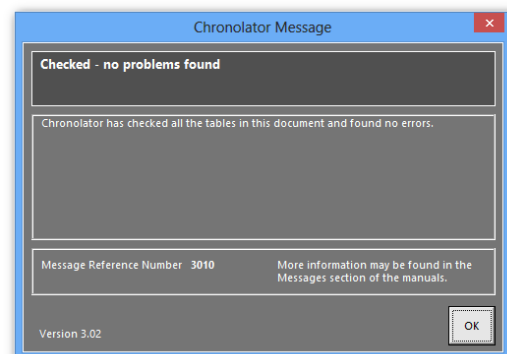 Chronolator Message
Checked - no problems found
Chronolator has checked all the tables in this document and found no errors.
Message Reference Number 3010
More information may be found in the
Messages section of the manuals.
Version 3.02
OK